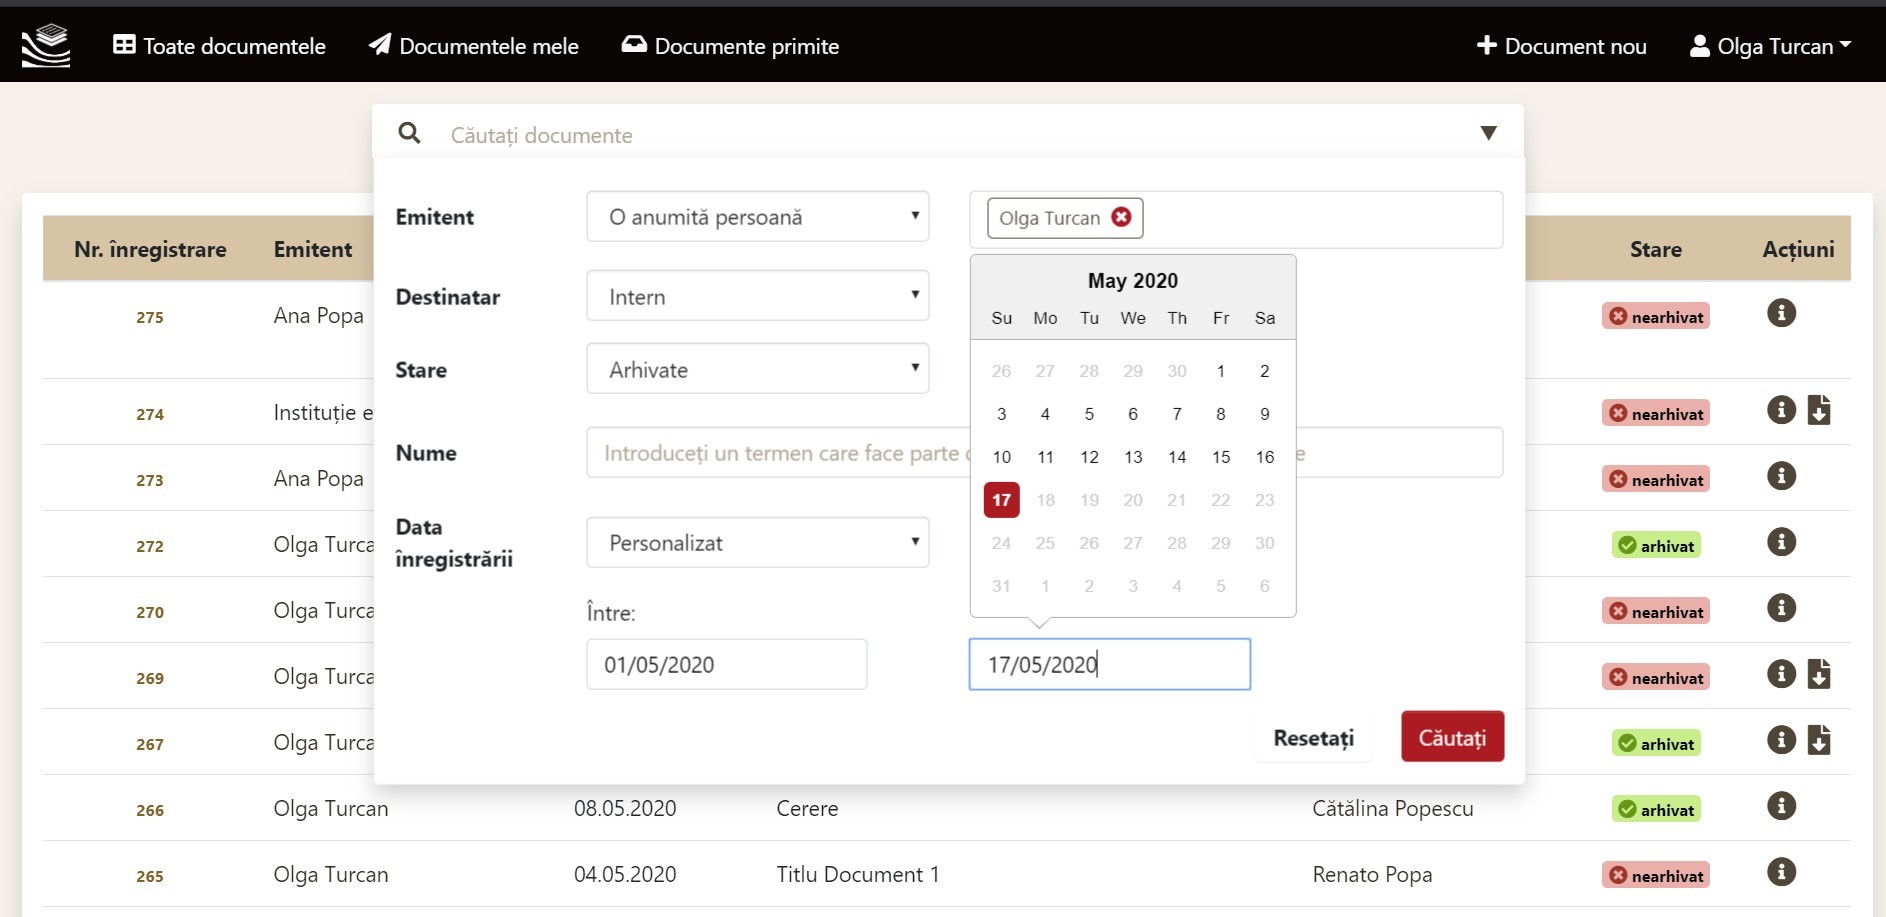 Toate documentele Documentele mele Documente primite Document nou Olga Turcan
Căutați documente
Emitent O anumită persoană Olga Turcan
Destinatar Intern
Stare Arhivate
Nume Introduceți un termen care face parte e
Data înregistrării Personalizat
Între:
01/05/2020 17/05/2020
Resetați Căutați
May 2020
Su Mo Tu We Th Fr Sa
26 27 28 29 30 1 2
3 4 5 6 7 8 9
10 11 12 13 14 15 16
17 18 19 20 21 22 23
24 25 26 27 28 29 30
31 1 2 3 4 5 6
Nr. înregistrare Emitent Stare Acțiuni
275 Ana Popa nearhivat
274 Instituție e nearhivat
273 Ana Popa nearhivat
272 Olga Turca arhivat
270 Olga Turca nearhivat
269 Olga Turca nearhivat
267 Olga Turca arhivat
266 Olga Turcan 08.05.2020 Cerere Cătălina Popescu arhivat
265 Olga Turcan 04.05.2020 Titlu Document 1 Renato Popa nearhivat